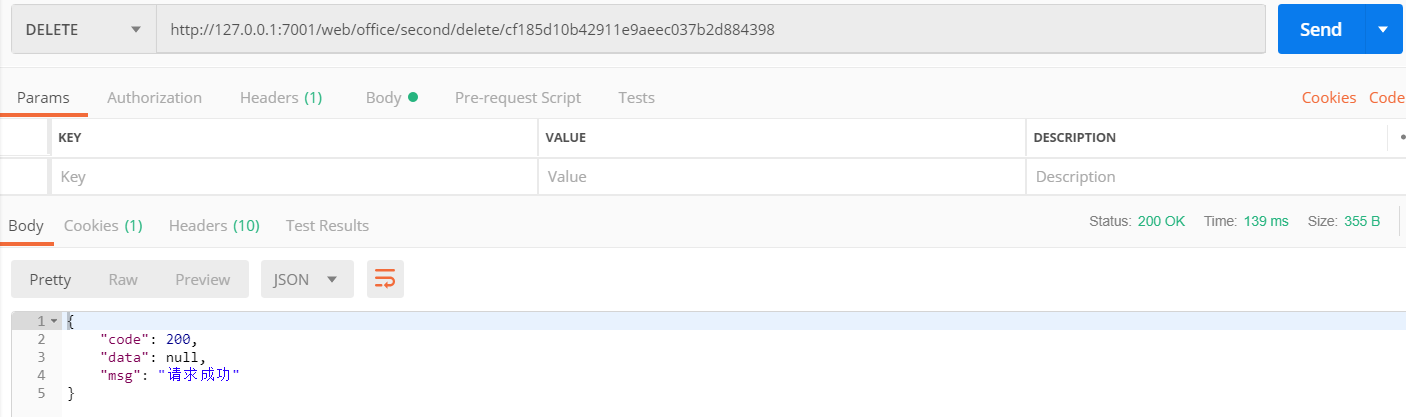 DELETE http://127.0.0.1:7001/web/office/second/delete/cf185d10b42911e9aeec037b2d884398 Send
Params Authorization Headers (1) Body Pre-request Script Tests Cookies Code
KEY VALUE DESCRIPTION
Key Value Description
Body Cookies (1) Headers (10) Test Results Status: 200 OK Time: 139 ms Size: 355 B
Pretty Raw Preview JSON
1 {
2 "code": 200,
3 "data": null,
4 "msg": "请求成功"
5 }